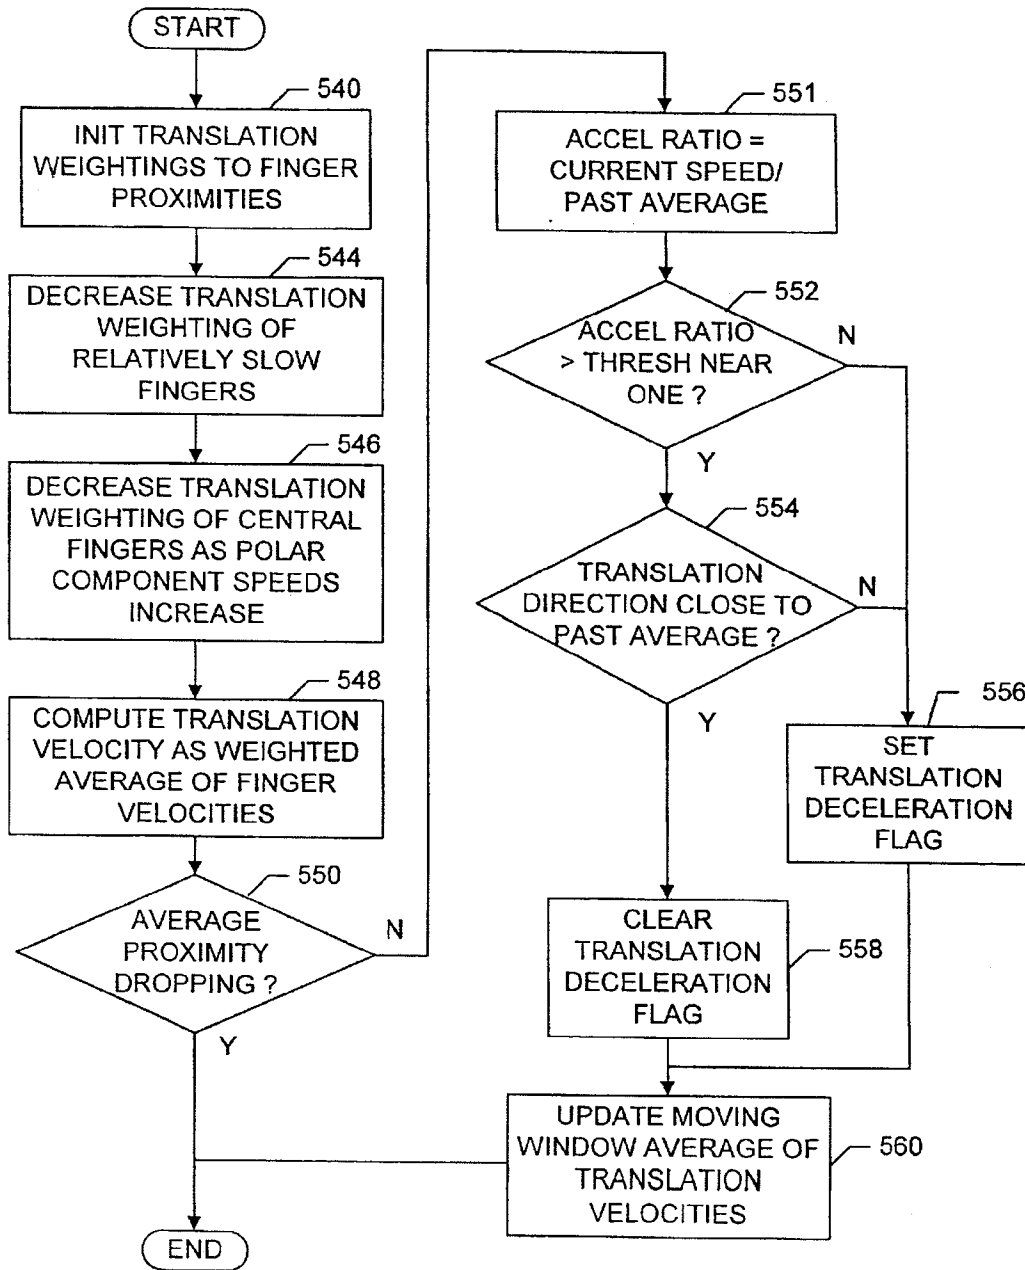 START
540
INIT TRANSLATION
WEIGHTINGS TO FINGER
PROXIMITIES
544
DECREASE TRANSLATION
WEIGHTING OF
RELATIVELY SLOW
FINGERS
546
DECREASE TRANSLATION
WEIGHTING OF CENTRAL
FINGERS AS POLAR
COMPONENT SPEEDS
INCREASE
548
COMPUTE TRANSLATION
VELOCITY AS WEIGHTED
AVERAGE OF FINGER
VELOCITIES
550
AVERAGE
PROXIMITY
DROPPING ?
N
Y
551
ACCEL RATIO =
CURRENT SPEED/
PAST AVERAGE
552
ACCEL RATIO
> THRESH NEAR
ONE ?
N
Y
554
TRANSLATION
DIRECTION CLOSE TO
PAST AVERAGE ?
N
Y
556
SET
TRANSLATION
DECELERATION
FLAG
558
CLEAR
TRANSLATION
DECELERATION
FLAG
560
UPDATE MOVING
WINDOW AVERAGE OF
TRANSLATION
VELOCITIES
END